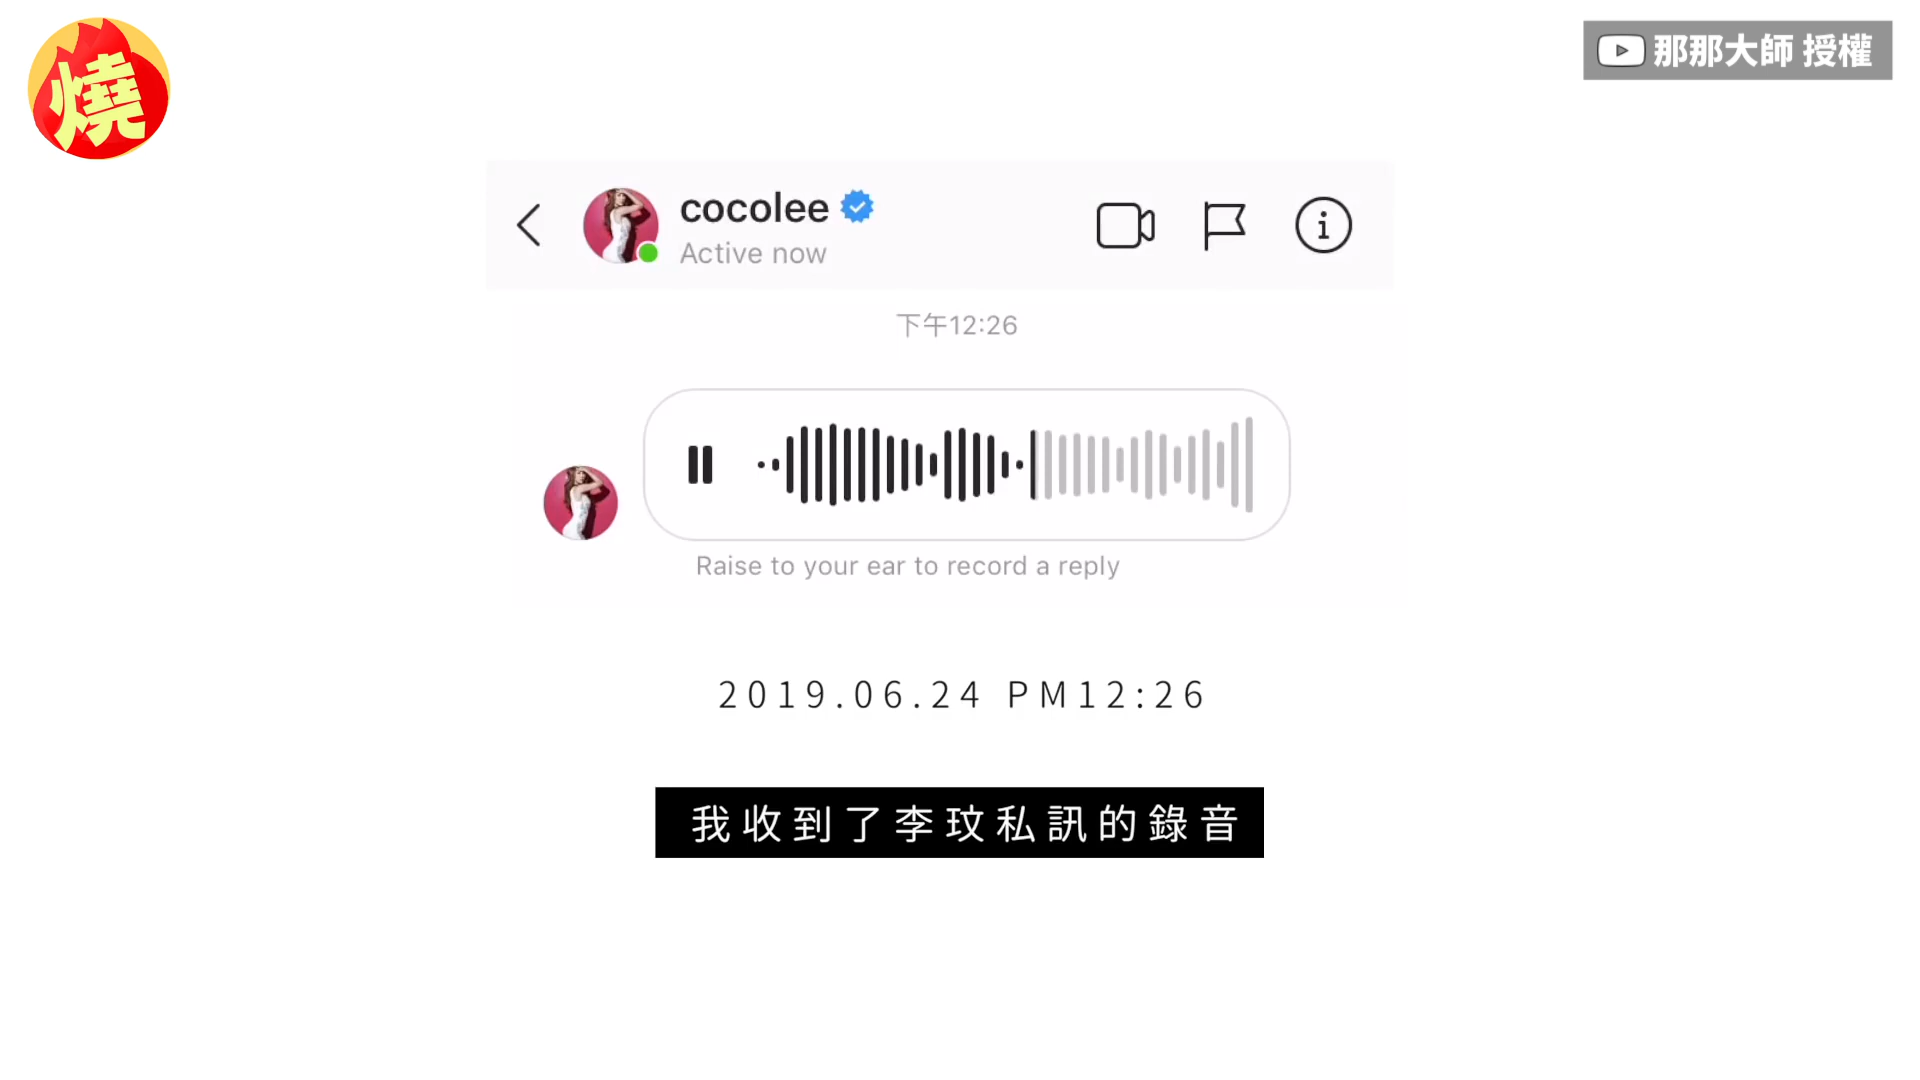 燒
那那大師 授權
cocolee
Active now
下午12:26
Raise to your ear to record a reply
2019.06.24 PM12:26
我收到了李玟私訊的錄音